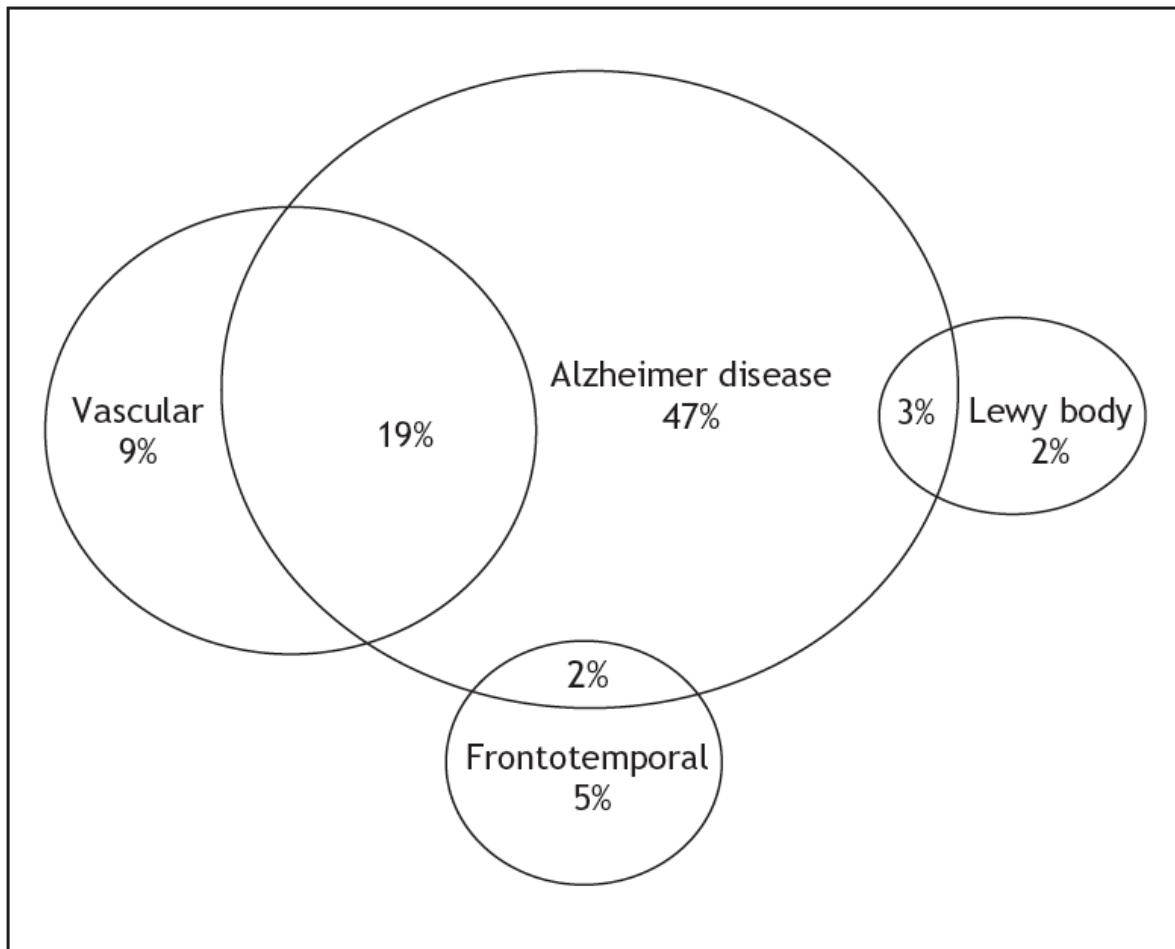 Alzheimer disease
47%
Vascular
9%
19%
3%
Lewy body
2%
2%
Frontotemporal
5%